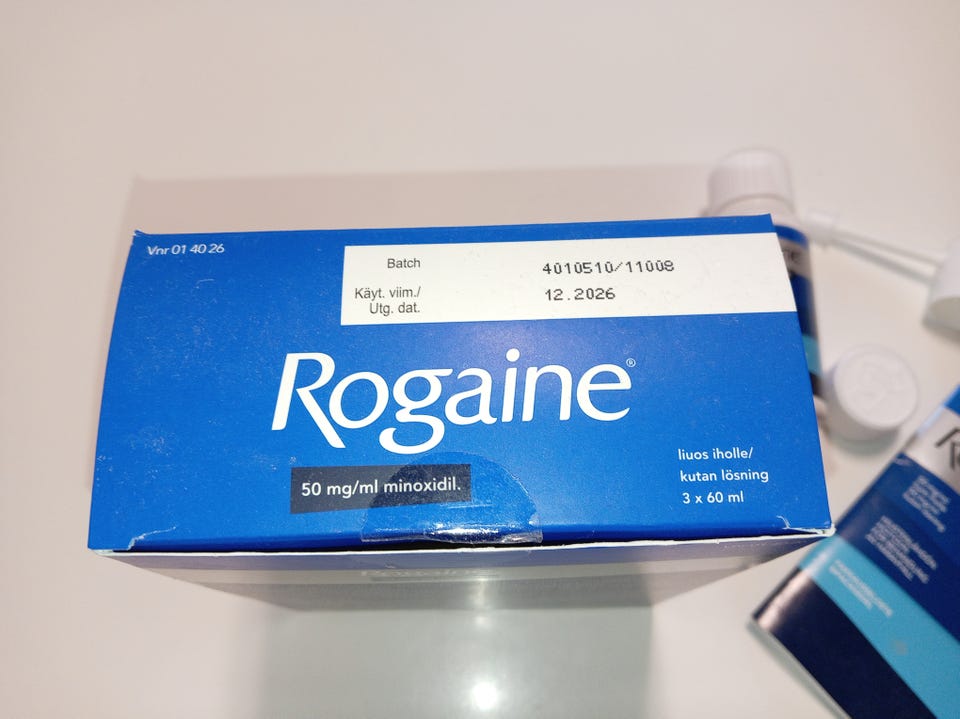 Vnr 01 40 26
Batch 4010510/11008
Käyt. viim./ 12.2026
Utg. dat.
Rogaine®
50 mg/ml minoxidil.
liuos iholle/
kutan lösning
3 x 60 ml